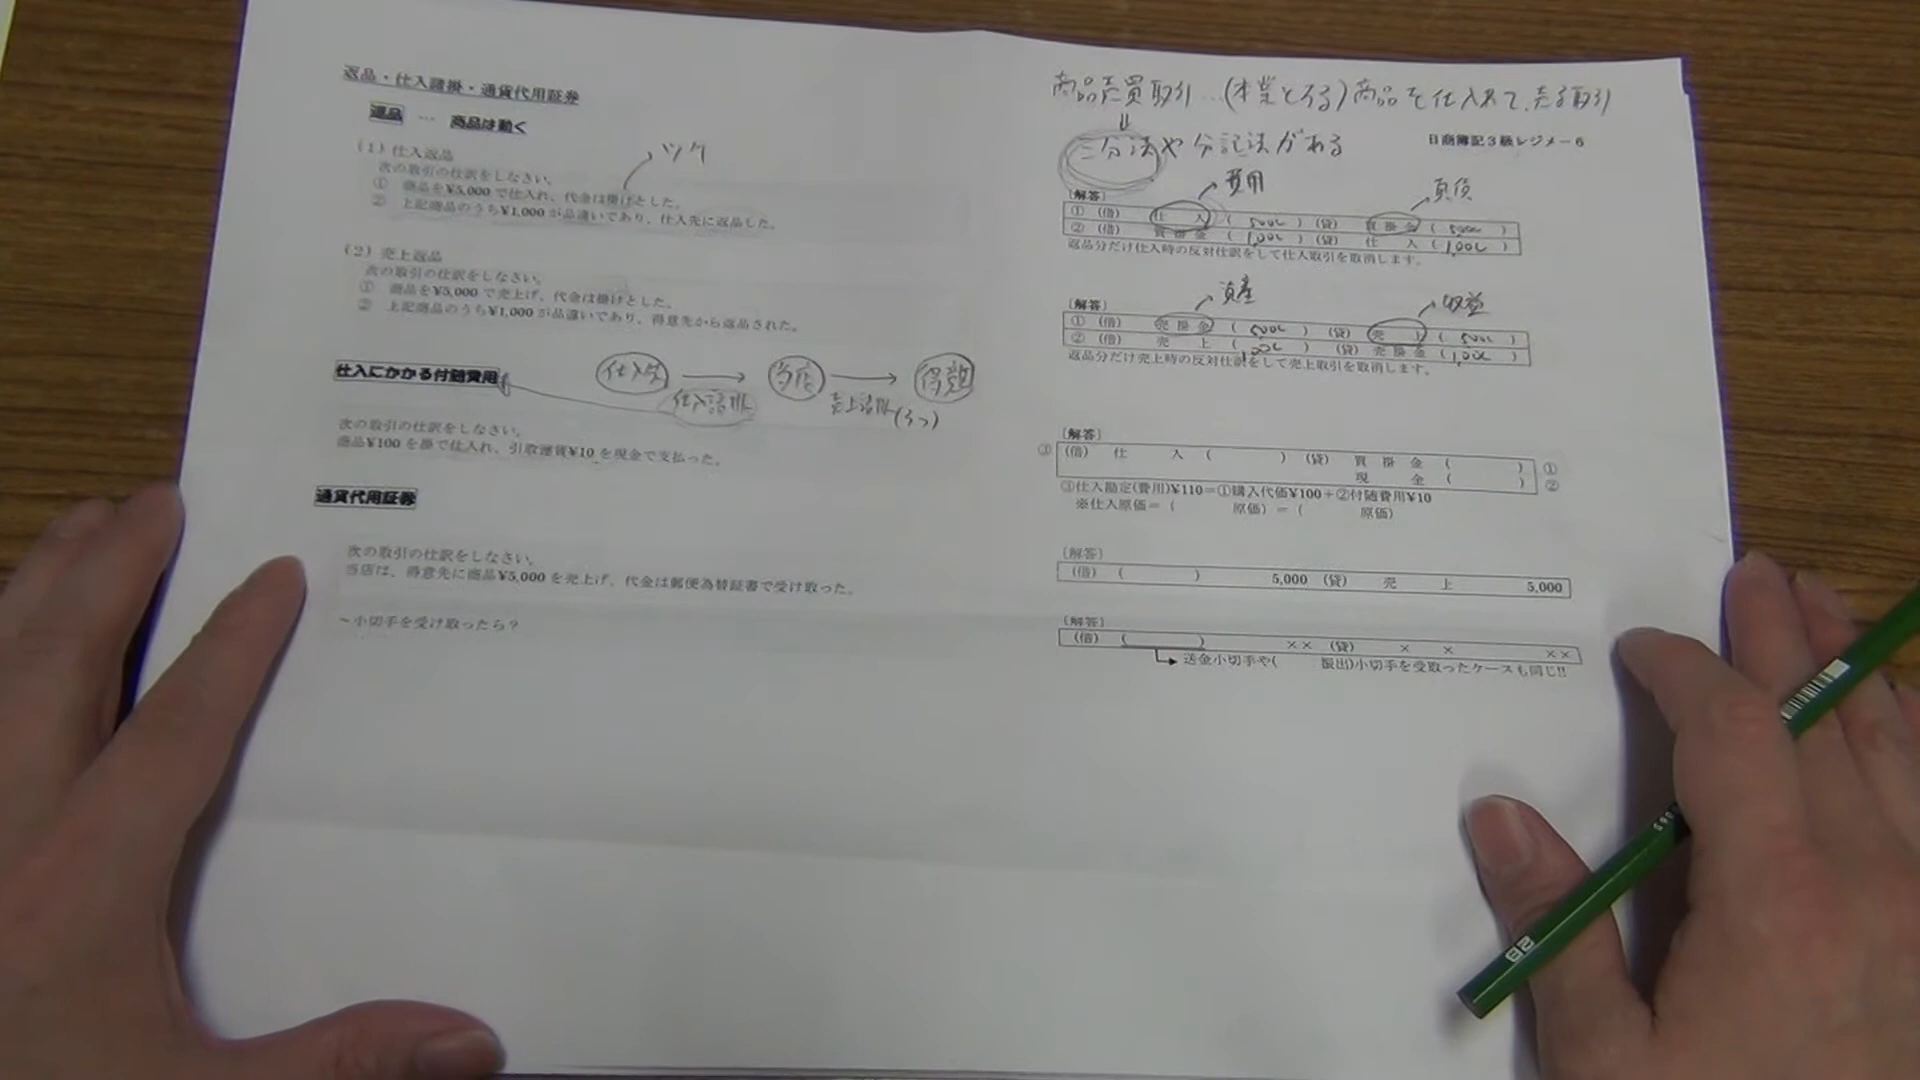 返品・仕入諸掛・通貨代用証券
返品 … 商品は動く
ツケ
(1)仕入返品
次の取引の仕訳をしなさい。
① 商品を¥5,000で仕入れ、代金は掛けとした。
② 上記商品のうち¥1,000が品違いであり、仕入先に返品した。
(2)売上返品
次の取引の仕訳をしなさい。
① 商品を¥5,000で売上げ、代金は掛けとした。
② 上記商品のうち¥1,000が品違いであり、得意先から返品された。
仕入にかかる付随費用
仕入先 → 当店 → 得意
仕入諸掛 売上諸掛
次の取引の仕訳をしなさい。
商品¥100を掛で仕入れ、引取運賃¥10を現金で支払った。
通貨代用証券
次の取引の仕訳をしなさい。
当店は、得意先に商品¥5,000を売上げ、代金は郵便為替証書で受け取った。
~小切手を受け取ったら?
商品売買取引…(本業とする)商品を仕入れて、売る取引
三分法や分記法がある
日商簿記3級レジメ-6
費用 負債
[解答]
① (借) 仕 入 ( 5000 ) (貸) 買 掛 金 ( 5000 )
② (借) 買 掛 金 ( 1,000 ) (貸) 仕 入 ( 1,000 )
返品分だけ仕入時の反対仕訳をして仕入取引を取消します。
資産 収益
[解答]
① (借) 売 掛 金 ( 5000 ) (貸) 売 ( 5000 )
② (借) 売 上 ( 1,000 ) (貸) 売 掛 金 ( 1,000 )
返品分だけ売上時の反対仕訳をして売上取引を取消します。
[解答]
③ (借) 仕 入 ( ) (貸) 買 掛 金 ( ) ①
現 金 ( ) ②
③仕入勘定(費用)¥110=①購入代価¥100+②付随費用¥10
※仕入原価=( 原価)=( 原価)
[解答]
(借) ( ) 5,000 (貸) 売 上 5,000
[解答]
(借) ( ) ×× (貸) × × ××
送金小切手や( 振出)小切手を受取ったケースも同じ!!
2B